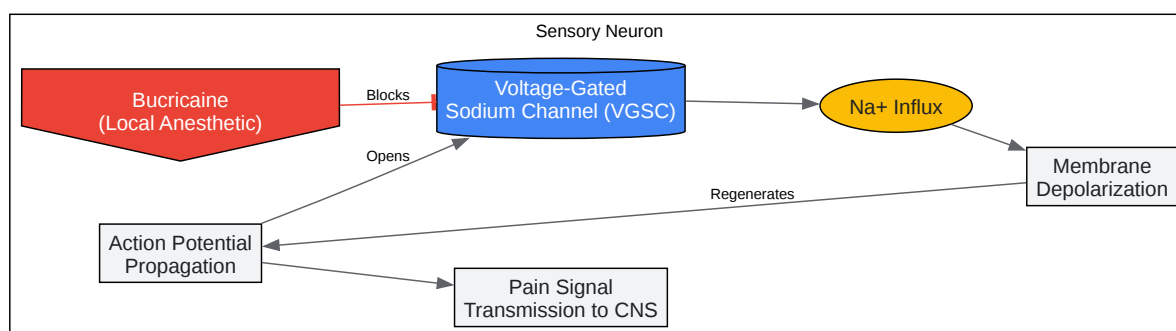 Sensory Neuron
Bucricaine
(Local Anesthetic)
Blocks
Voltage-Gated
Sodium Channel (VGSC)
Na+ Influx
Opens
Membrane
Depolarization
Regenerates
Action Potential
Propagation
Pain Signal
Transmission to CNS